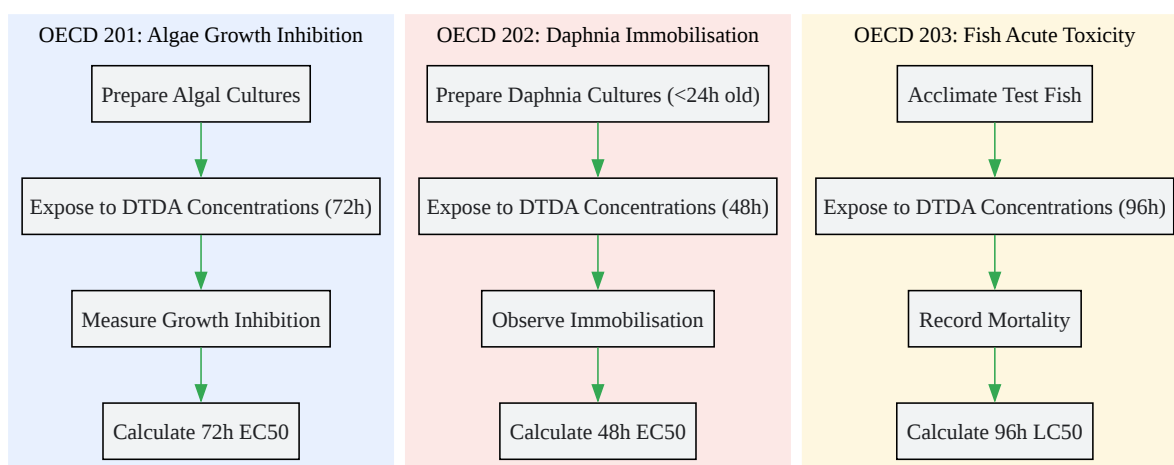 OECD 201: Algae Growth Inhibition
Prepare Algal Cultures
Expose to DTDA Concentrations (72h)
Measure Growth Inhibition
Calculate 72h EC50
OECD 202: Daphnia Immobilisation
Prepare Daphnia Cultures (<24h old)
Expose to DTDA Concentrations (48h)
Observe Immobilisation
Calculate 48h EC50
OECD 203: Fish Acute Toxicity
Acclimate Test Fish
Expose to DTDA Concentrations (96h)
Record Mortality
Calculate 96h LC50